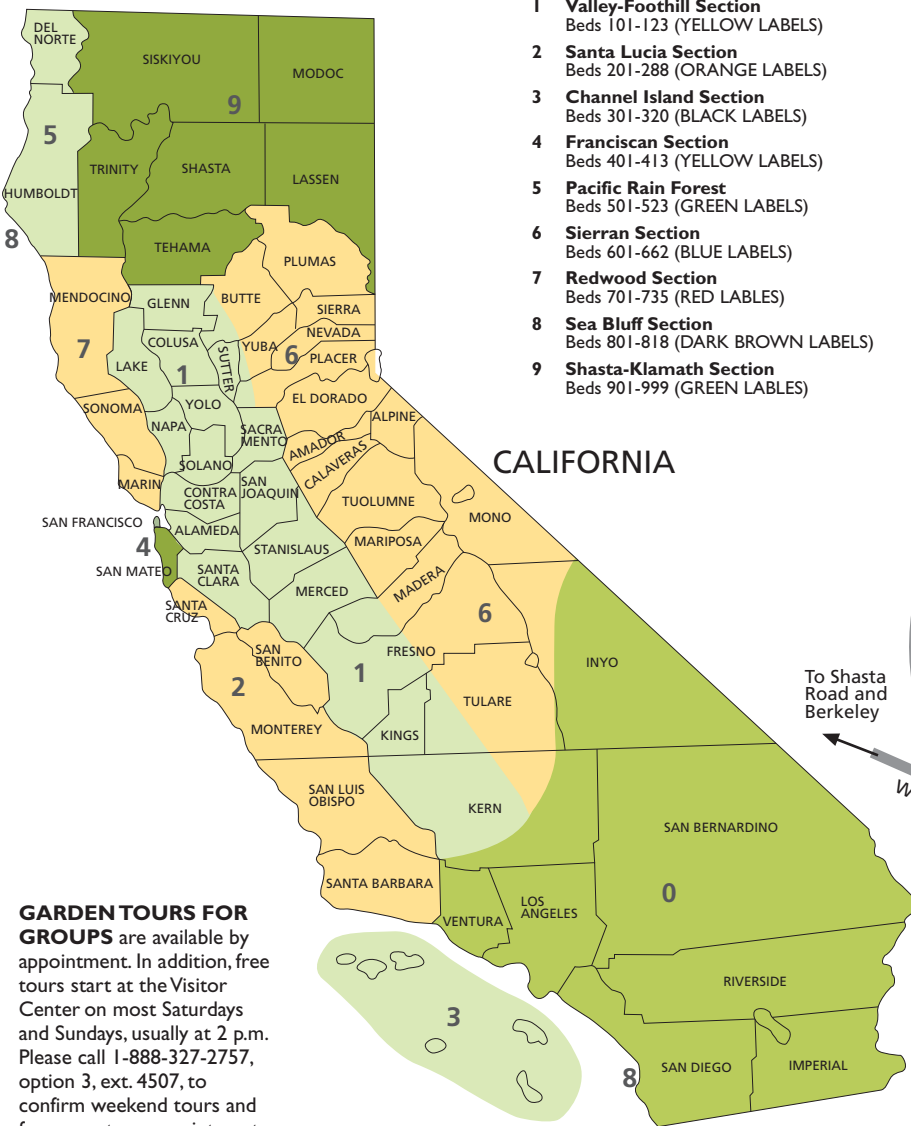 1 Valley-Foothill Section
Beds 101-123 (YELLOW LABELS)
2 Santa Lucia Section
Beds 201-288 (ORANGE LABELS)
3 Channel Island Section
Beds 301-320 (BLACK LABELS)
4 Franciscan Section
Beds 401-413 (YELLOW LABELS)
5 Pacific Rain Forest
Beds 501-523 (GREEN LABELS)
6 Sierran Section
Beds 601-662 (BLUE LABELS)
7 Redwood Section
Beds 701-735 (RED LABLES)
8 Sea Bluff Section
Beds 801-818 (DARK BROWN LABELS)
9 Shasta-Klamath Section
Beds 901-999 (GREEN LABLES)
CALIFORNIA
DEL
NORTE
SISKIYOU
MODOC
9
5
TRINITY
SHASTA
LASSEN
HUMBOLDT
8
TEHAMA
PLUMAS
MENDOCINO
GLENN
BUTTE
SIERRA
NEVADA
COLUSA
SUTTER
YUBA
6
PLACER
7
LAKE
1
EL DORADO
SONOMA
YOLO
ALPINE
NAPA
SACRA
MENTO
AMADOR
SOLANO
CALAVERAS
MARIN
CONTRA
COSTA
SAN
JOAQUIN
TUOLUMNE
MONO
SAN FRANCISCO
ALAMEDA
MARIPOSA
4
STANISLAUS
SAN MATEO
SANTA
CLARA
MERCED
MADERA
SANTA
CRUZ
6
SAN
BENITO
FRESNO
INYO
1
2
TULARE
MONTEREY
KINGS
To Shasta
Road and
Berkeley
W
SAN LUIS
OBISPO
KERN
SAN BERNARDINO
SANTA BARBARA
0
VENTURA
LOS
ANGELES
RIVERSIDE
3
SAN DIEGO
IMPERIAL
8
GARDEN TOURS FOR
GROUPS are available by
appointment. In addition, free
tours start at the Visitor
Center on most Saturdays
and Sundays, usually at 2 p.m.
Please call 1-888-327-2757,
option 3, ext. 4507, to
confirm weekend tours and